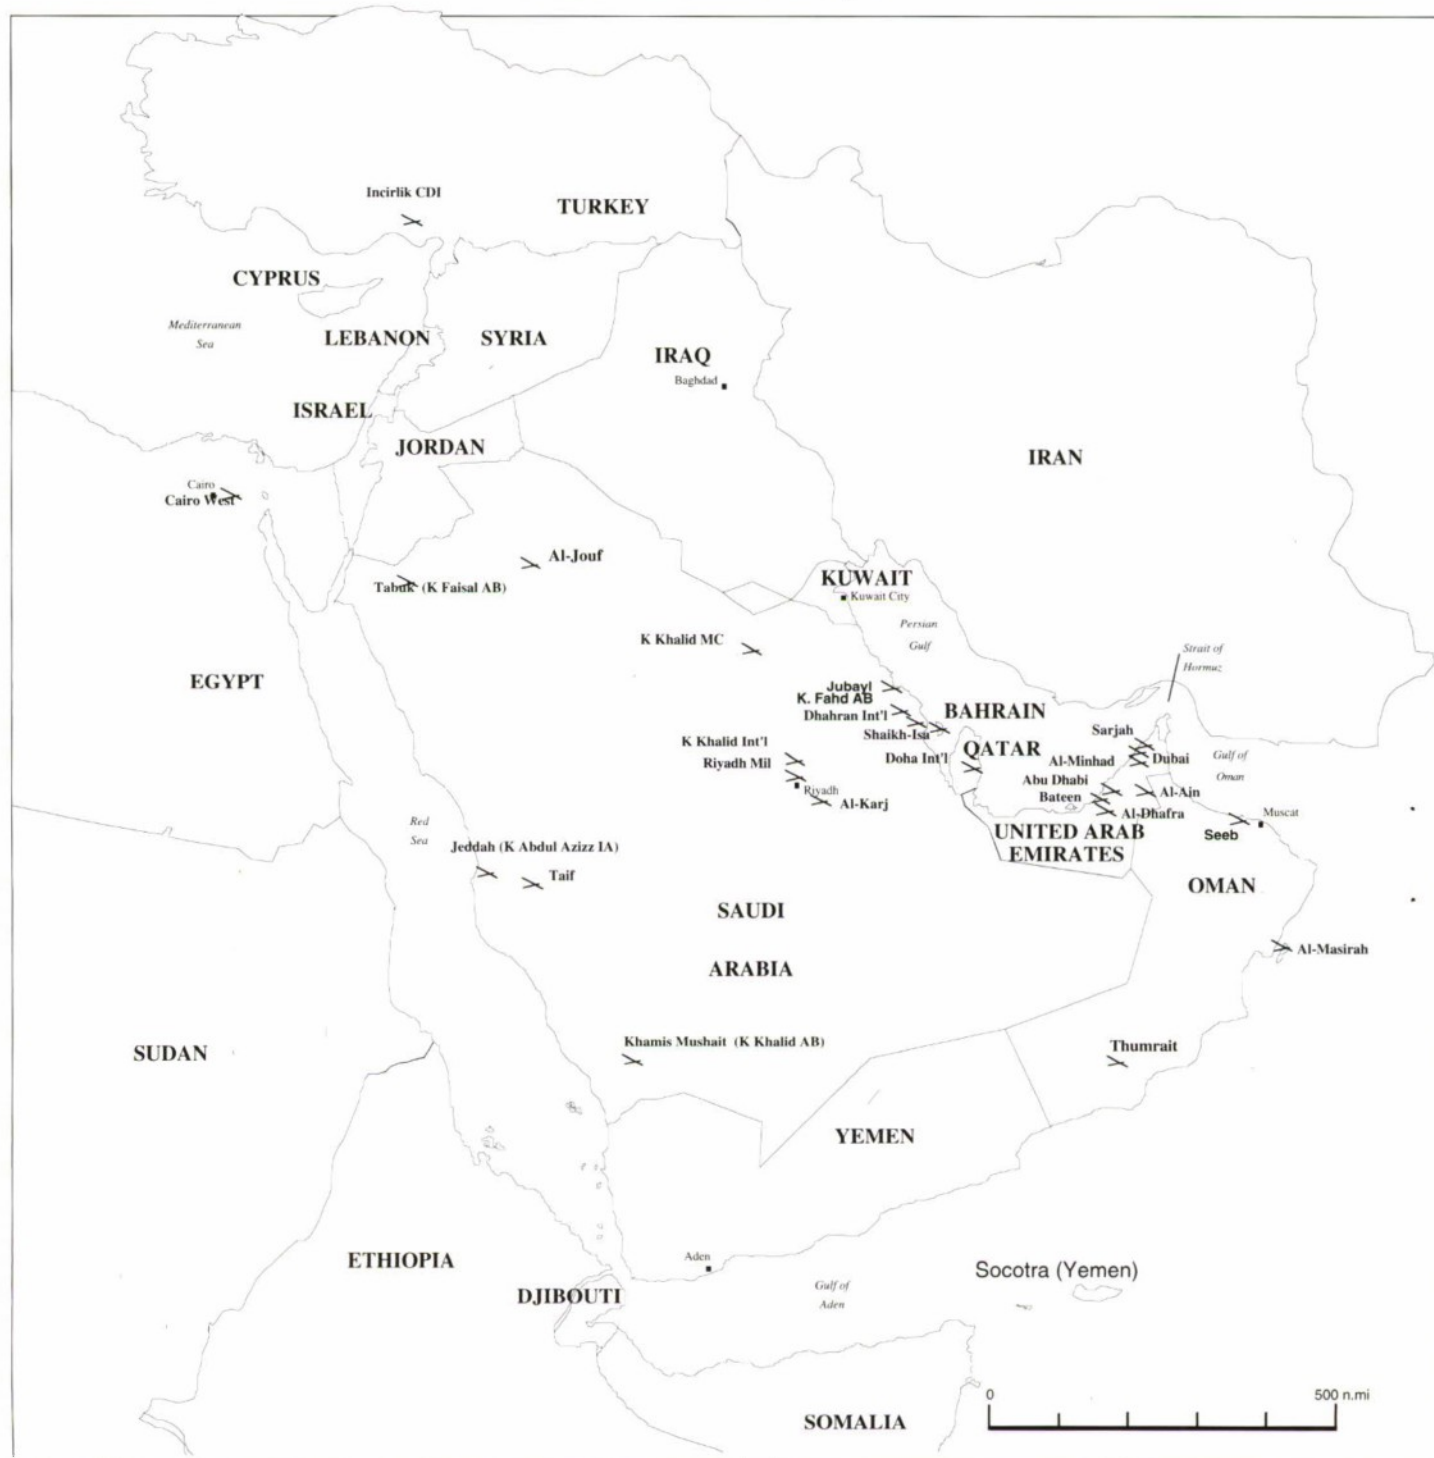 Incirlik CDI
TURKEY
CYPRUS
Mediterranean
Sea
LEBANON
SYRIA
IRAQ
Baghdad
ISRAEL
JORDAN
IRAN
Cairo
Cairo West
Al-Jouf
Tabuk (K Faisal AB)
KUWAIT
Kuwait City
Persian
Gulf
K Khalid MC
Strait of
Hormuz
EGYPT
Jubayl
K. Fahd AB
Dhahran Int'l
BAHRAIN
Shaikh-Isa
Sarjah
K Khalid Int'l
Doha Int'l
QATAR
Al-Minhad
Dubai
Gulf of
Oman
Riyadh Mil
Riyadh
Abu Dhabi
Bateen
Al-Ain
Al-Karj
Al-Dhafra
Muscat
Seeb
UNITED ARAB
EMIRATES
Red
Sea
Jeddah (K Abdul Azizz IA)
Taif
OMAN
SAUDI
ARABIA
Al-Masirah
SUDAN
Khamis Mushait (K Khalid AB)
Thumrait
YEMEN
ETHIOPIA
Aden
DJIBOUTI
Gulf of
Aden
Socotra (Yemen)
0 500 n.mi
SOMALIA